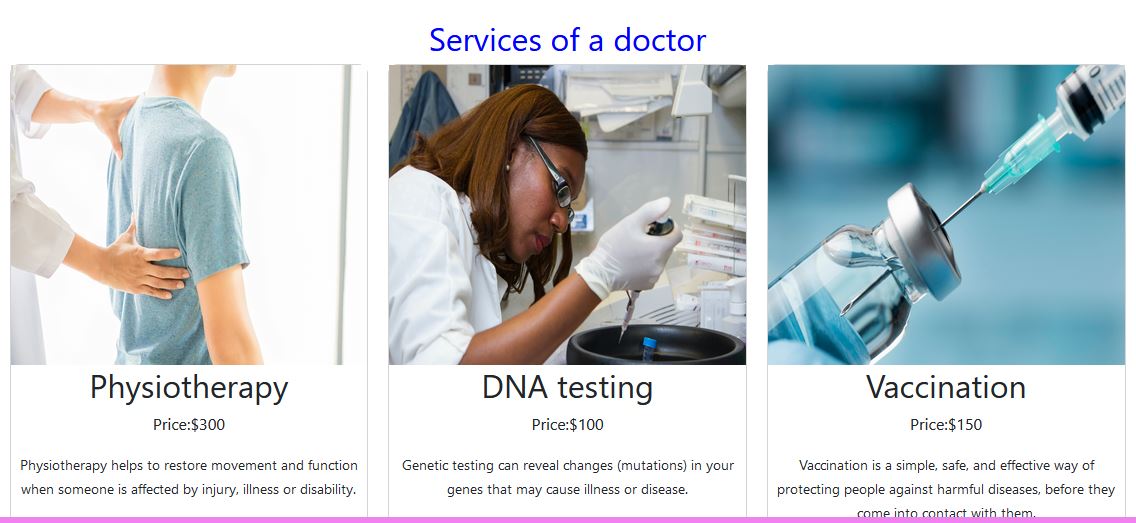 Services of a doctor
Physiotherapy
Price:$300
Physiotherapy helps to restore movement and function
when someone is affected by injury, illness or disability.
DNA testing
Price:$100
Genetic testing can reveal changes (mutations) in your
genes that may cause illness or disease.
Vaccination
Price:$150
Vaccination is a simple, safe, and effective way of
protecting people against harmful diseases, before they
come into contact with them.